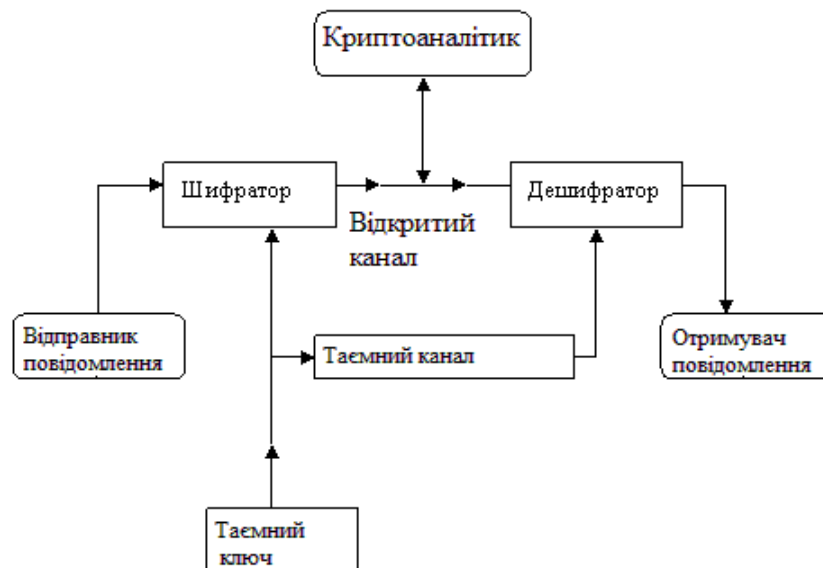 Криптоаналітик
Шифратор
Дешифратор
Відкритий
канал
Відправник
повідомлення
Таємний канал
Отримувач
повідомлення
Таємний
ключ